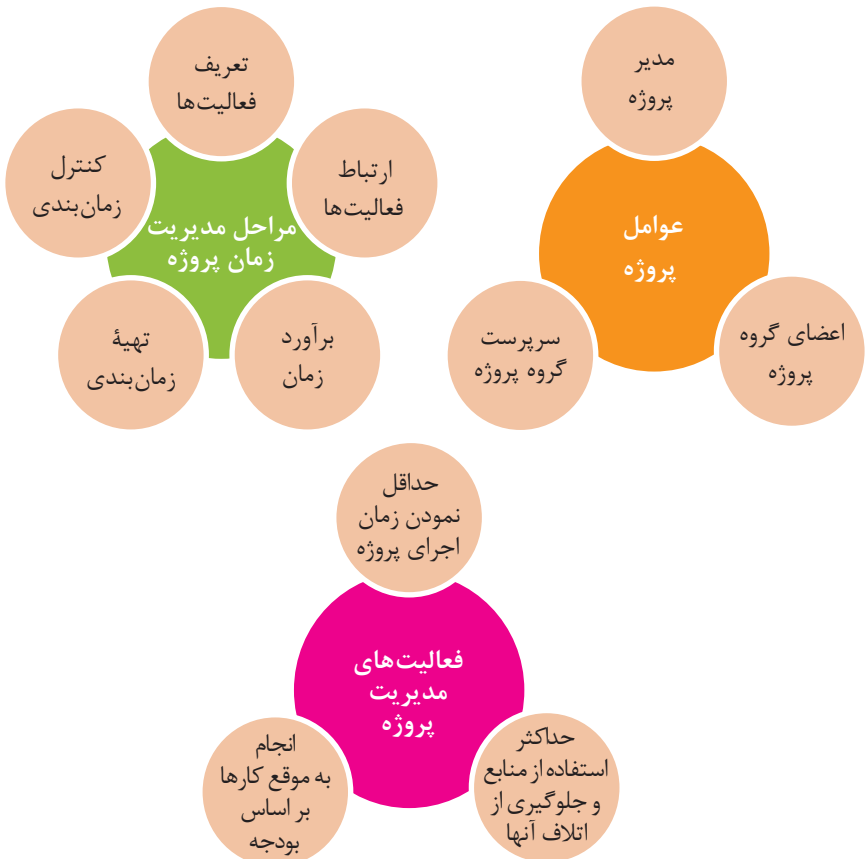 عوامل
پروژه
مدیر
پروژه
اعضای گروه
پروژه
سرپرست
گروه پروژه
مراحل مدیریت
زمان پروژه
تعریف
فعالیت‌ها
ارتباط
فعالیت‌ها
برآورد
زمان
تهیۀ
زمان‌بندی
کنترل
زمان‌بندی
فعالیت‌های
مدیریت
پروژه
حداقل
نمودن زمان
اجرای پروژه
حداکثر
استفاده از منابع
و جلوگیری از
اتلاف آنها
انجام
به موقع کارها
بر اساس
بودجه